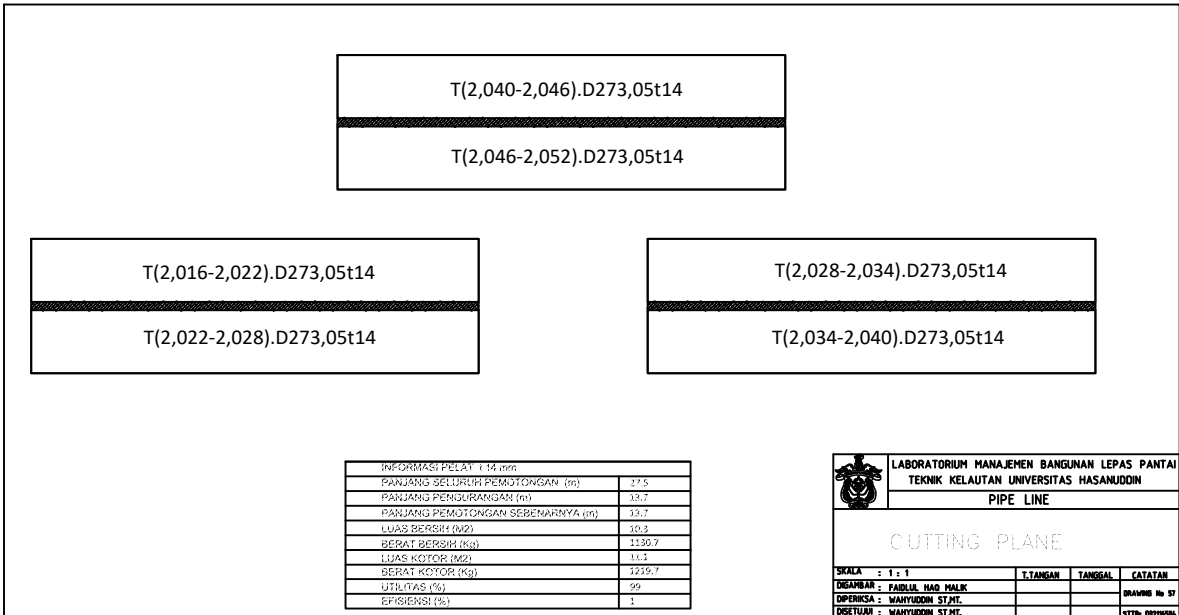 T(2,040-2,046).D273,05t14
T(2,046-2,052).D273,05t14
T(2,016-2,022).D273,05t14
T(2,022-2,028).D273,05t14
T(2,028-2,034).D273,05t14
T(2,034-2,040).D273,05t14
INFORMASI PELAT t 14 mm
PANJANG SELURUH PEMOTONGAN (m) 27.5
PANJANG PENGURANGAN (m) 13.7
PANJANG PEMOTONGAN SEBENARNYA (m) 13.7
LUAS BERSIH (M2) 10.3
BERAT BERSIH (Kg) 1130.7
LUAS KOTOR (M2) 11.1
BERAT KOTOR (Kg) 1219.7
UTILITAS (%) 99
EFISIENSI (%) 1
LABORATORIUM MANAJEMEN BANGUNAN LEPAS PANTAI
TEKNIK KELAUTAN UNIVERSITAS HASANUDDIN
PIPE LINE
CUTTING PLANE
SKALA : 1 : 1 T.TANGAN TANGGAL CATATAN
DIGAMBAR : FAIDLUL HAQ MALIK
DRAWING No 57
DIPERIKSA : WAHYUDDIN ST,MT.
DISETUJUI : WAHYUDDIN ST,MT.